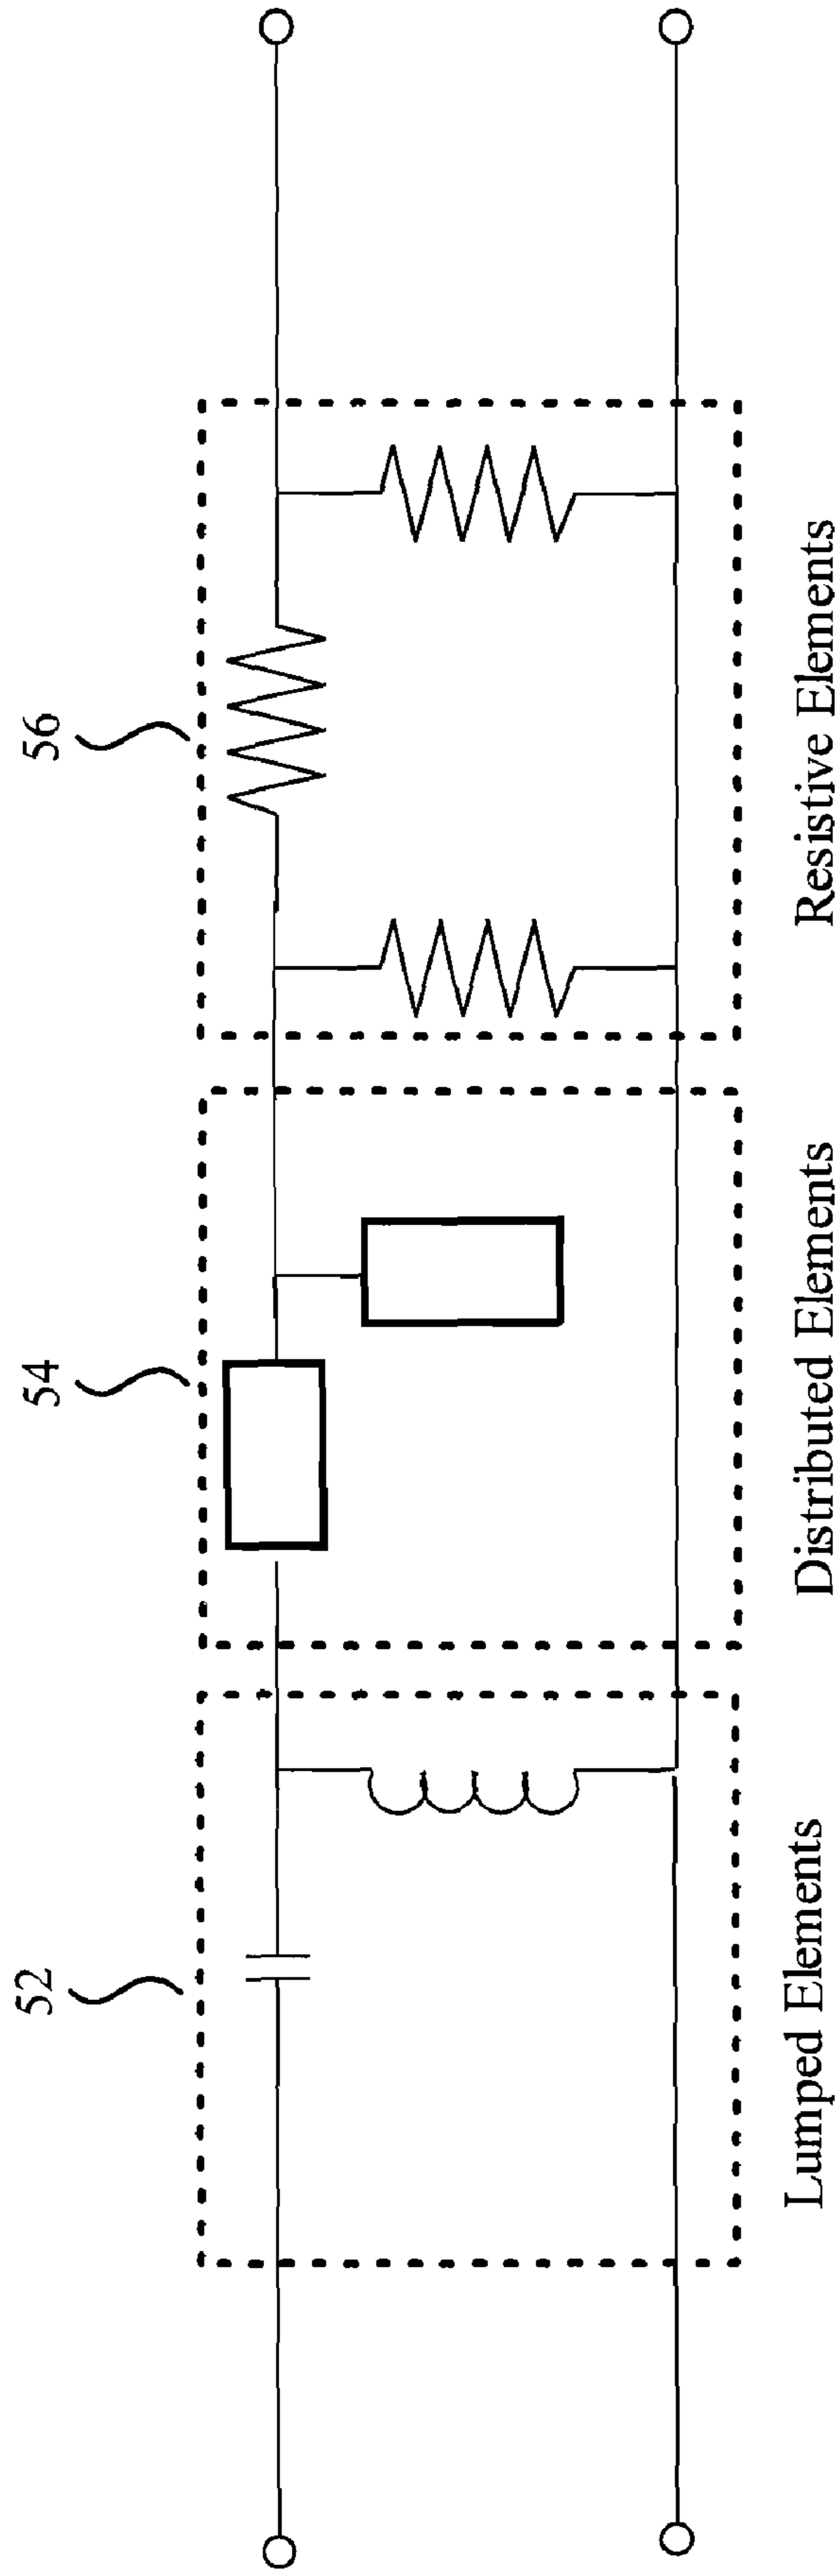 52
54
56
Lumped Elements
Distributed Elements
Resistive Elements